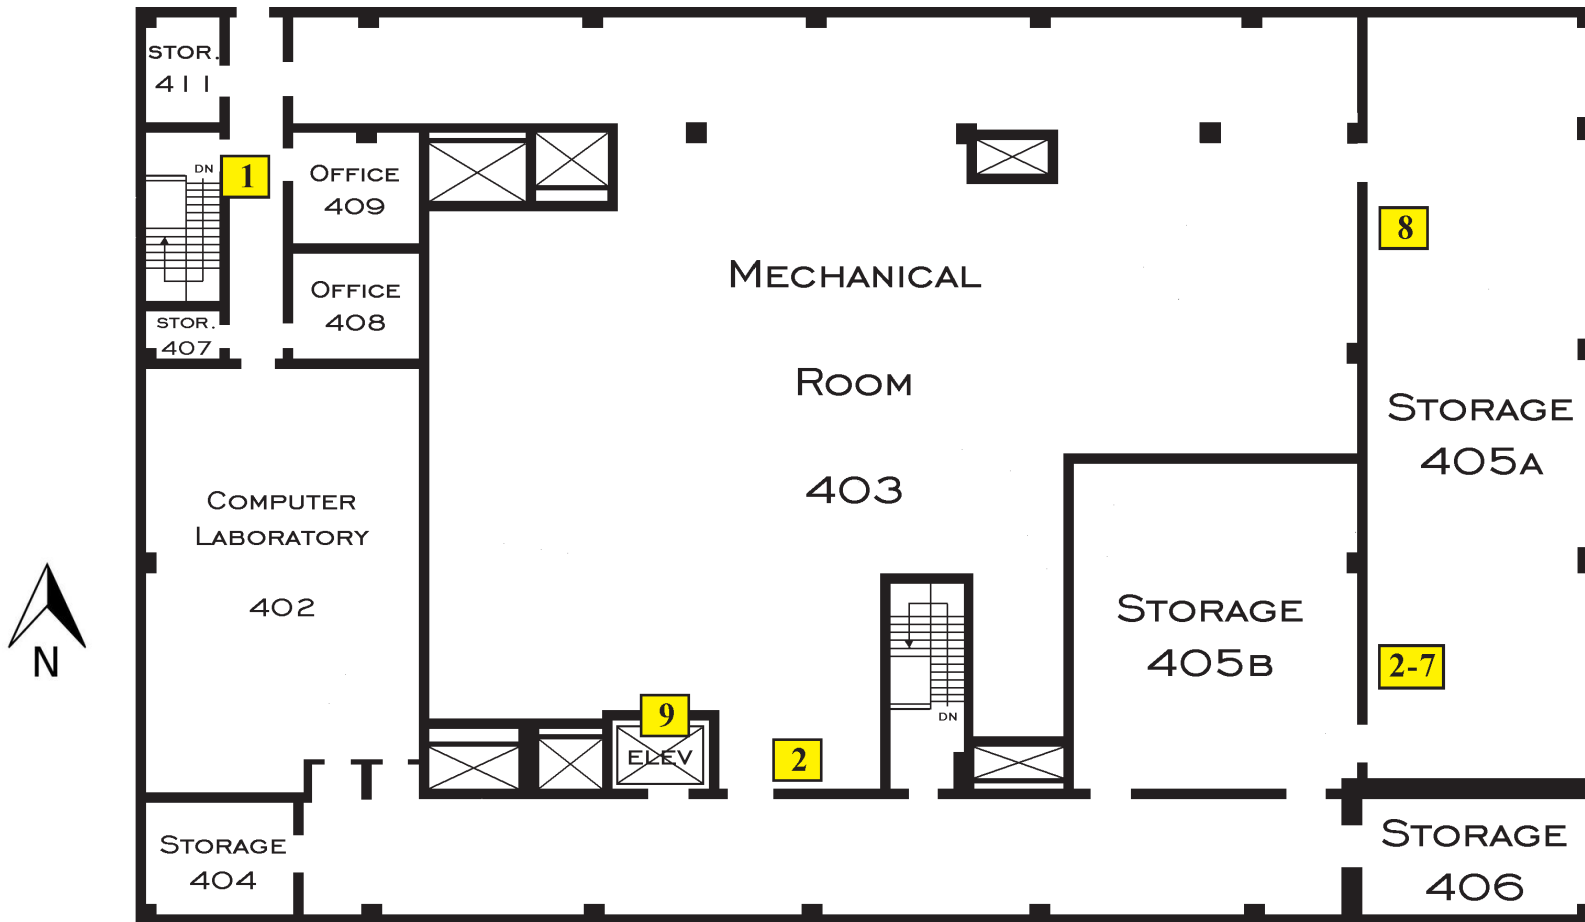 STOR.
411
DN
1
OFFICE
409
8
MECHANICAL
OFFICE
408
STOR.
407
ROOM
STORAGE
405A
403
COMPUTER
LABORATORY
402
STORAGE
405B
N
2-7
9
DN
ELEV
2
STORAGE
404
STORAGE
406